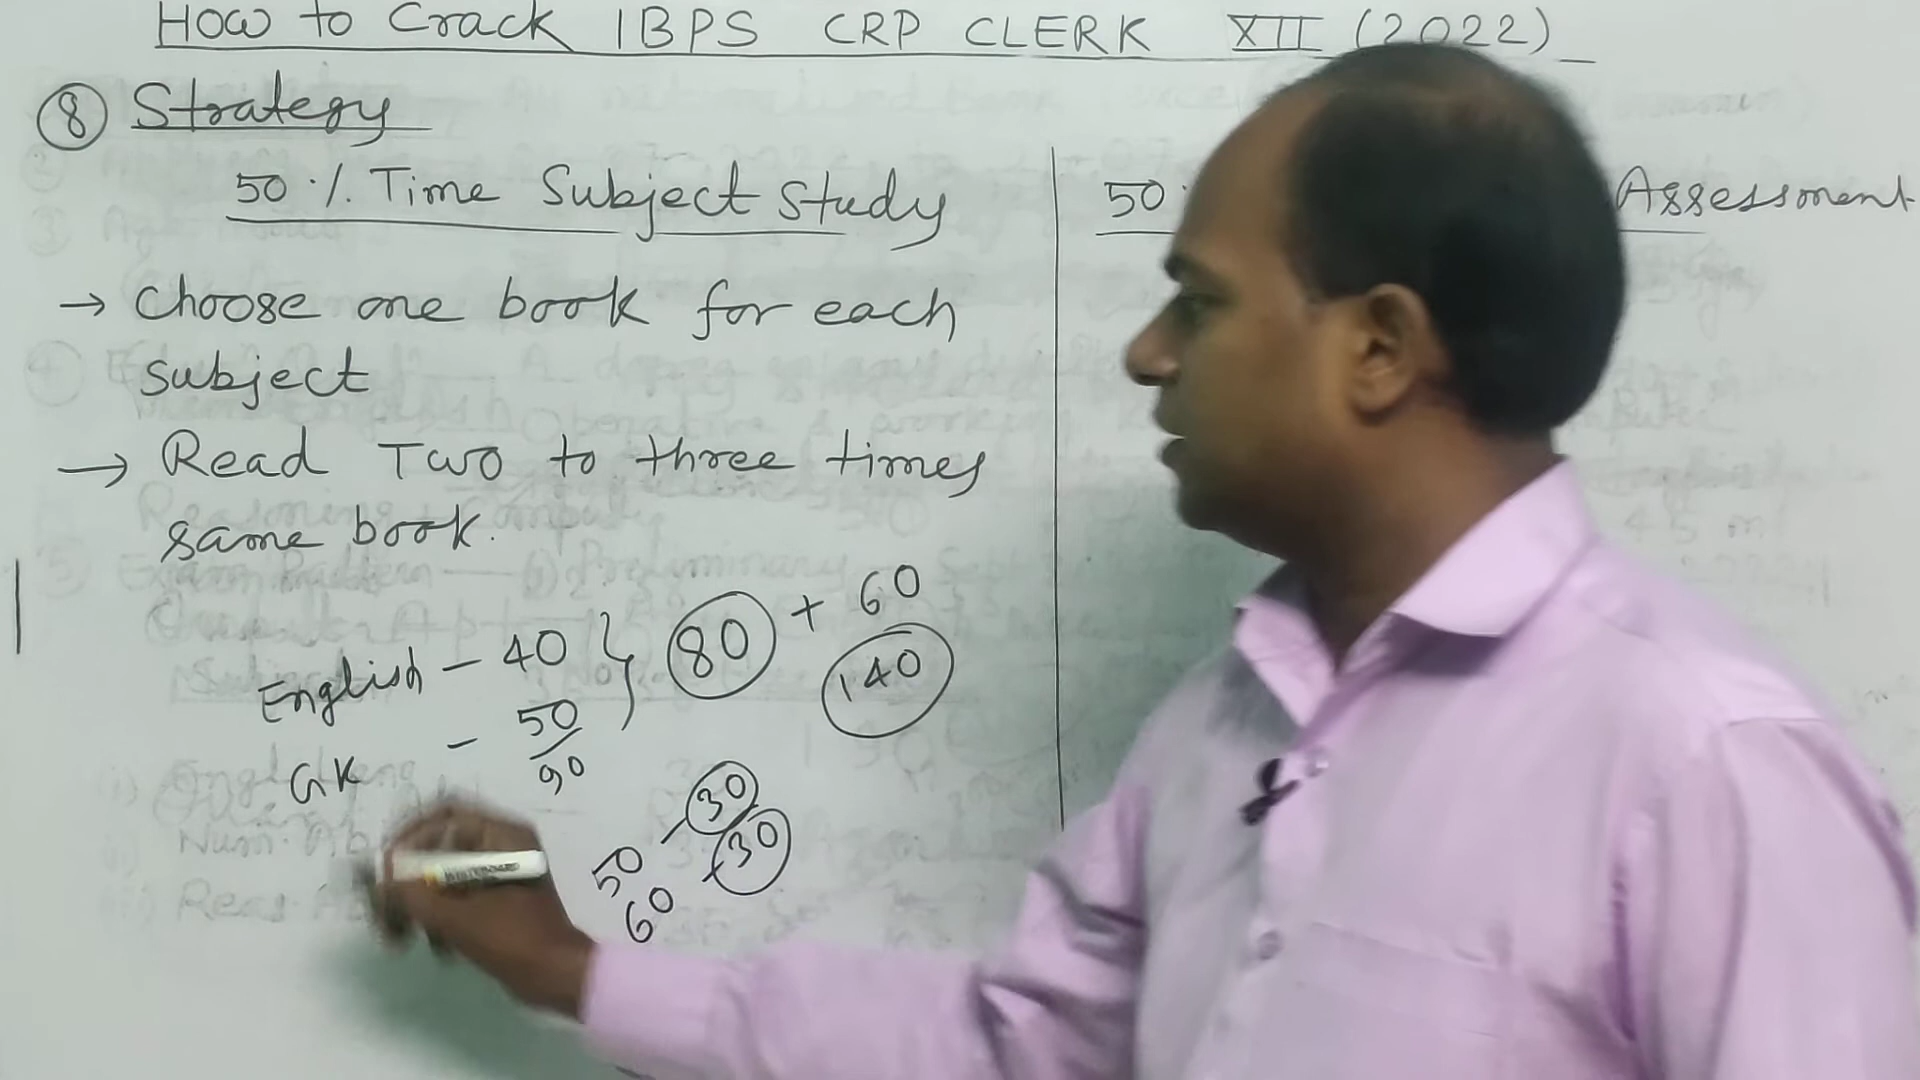 How to Crack IBPS CRP CLERK XII (2022)
8 Strategy
50 % Time Subject Study
→ choose one book for each
subject
→ Read Two to three times
same book.
English - 40 } 80 + 60
GK - 50 140
90
50 - 30
60 - 30
50
Assessment